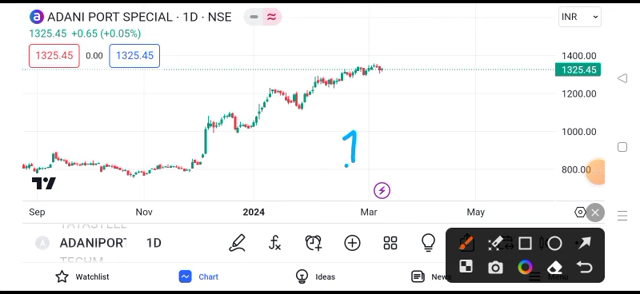 a ADANI PORT SPECIAL · 1D · NSE
INR
1325.45 +0.65 (+0.05%)
1325.45 0.00 1325.45
1400.00
1325.45
1200.00
1000.00
1
800.00
Sep Nov 2024 Mar May
ADANIPORT 1D
TECHM
Watchlist Chart Ideas News